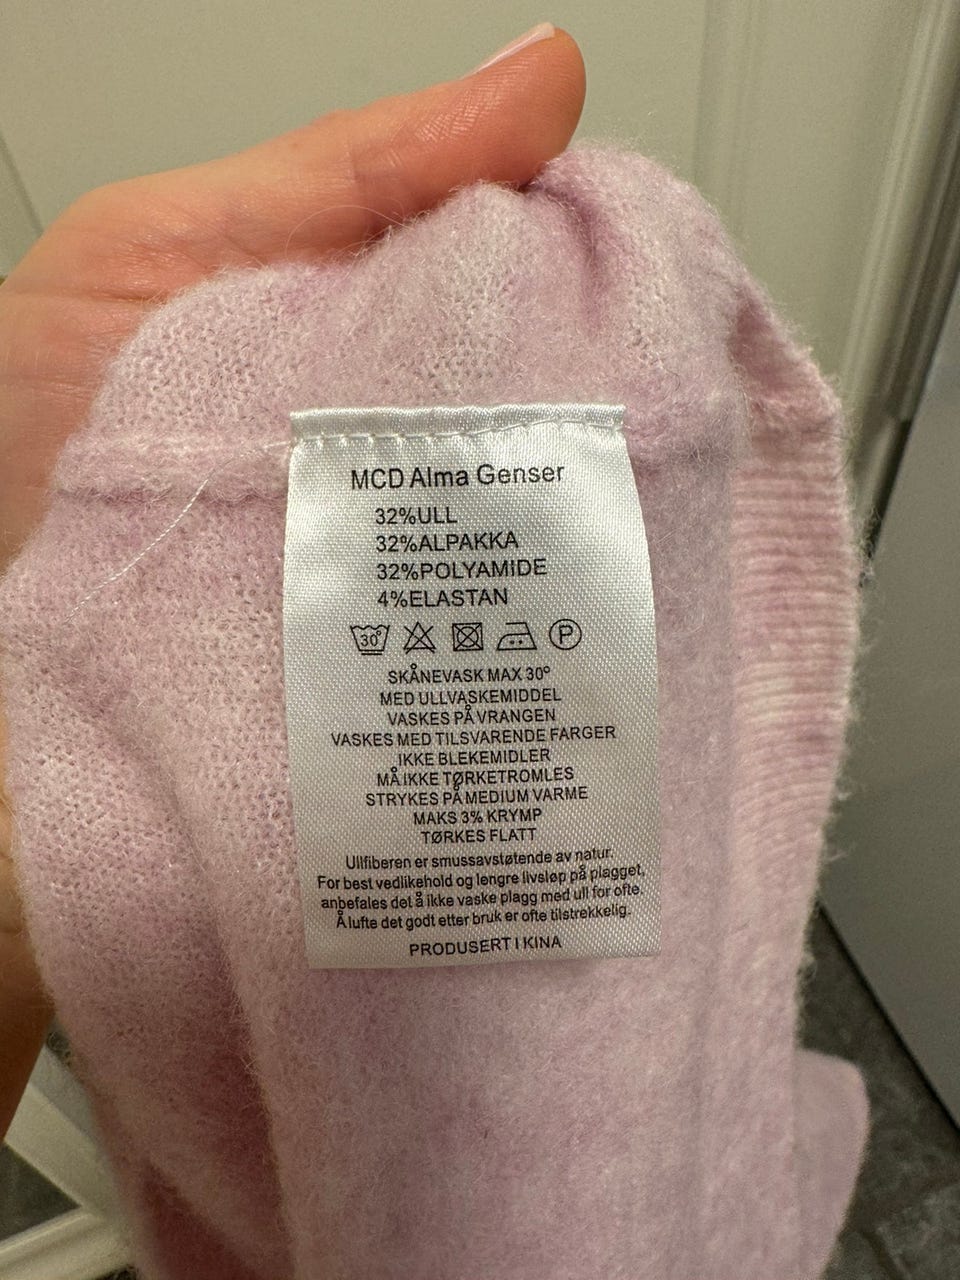 MCD Alma Genser
32%ULL
32%ALPAKKA
32%POLYAMIDE
4%ELASTAN
30° P
SKÅNEVASK MAX 30°
MED ULLVASKEMIDDEL
VASKES PÅ VRANGEN
VASKES MED TILSVARENDE FARGER
IKKE BLEKEMIDLER
MÅ IKKE TØRKETROMLES
STRYKES PÅ MEDIUM VARME
MAKS 3% KRYMP
TØRKES FLATT
Ullfiberen er smussavstøtende av natur.
For best vedlikehold og lengre livsløp på plagget,
anbefales det å ikke vaske plagg med ull for ofte.
Å lufte det godt etter bruk er ofte tilstrekkelig.
PRODUSERT I KINA